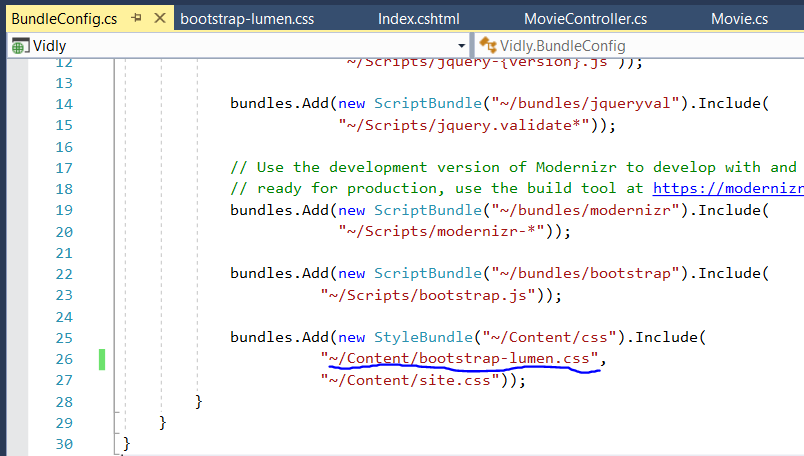 BundleConfig.cs bootstrap-lumen.css Index.cshtml MovieController.cs Movie.cs
Vidly Vidly.BundleConfig
12 "~/Scripts/jquery-{version}.js"));
13
14 bundles.Add(new ScriptBundle("~/bundles/jqueryval").Include(
15 "~/Scripts/jquery.validate*"));
16
17 // Use the development version of Modernizr to develop with and
18 // ready for production, use the build tool at https://modernizr
19 bundles.Add(new ScriptBundle("~/bundles/modernizr").Include(
20 "~/Scripts/modernizr-*"));
21
22 bundles.Add(new ScriptBundle("~/bundles/bootstrap").Include(
23 "~/Scripts/bootstrap.js"));
24
25 bundles.Add(new StyleBundle("~/Content/css").Include(
26 "~/Content/bootstrap-lumen.css",
27 "~/Content/site.css"));
28 }
29 }
30 }